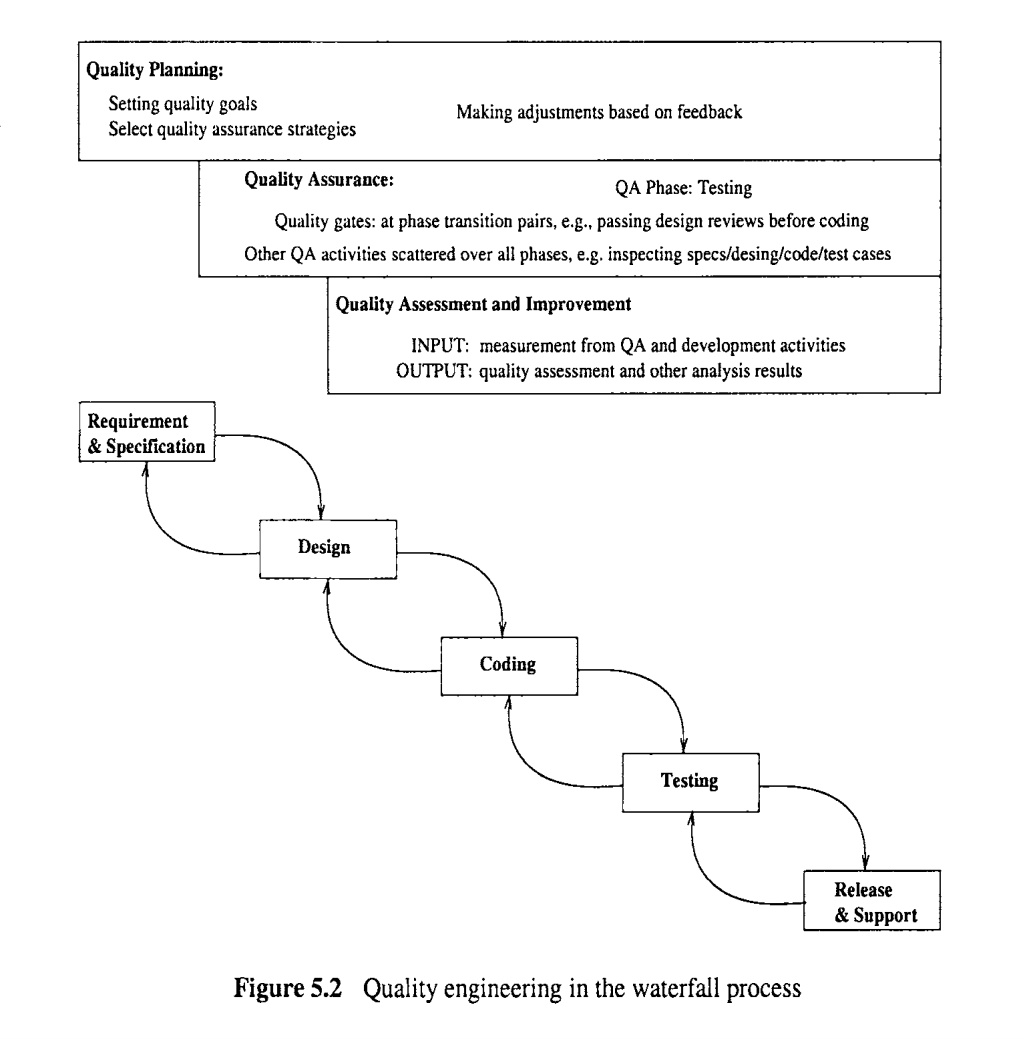 Quality Planning:
Setting quality goals
Select quality assurance strategies
Making adjustments based on feedback
Quality Assurance:
QA Phase: Testing
Quality gates: at phase transition pairs, e.g., passing design reviews before coding
Other QA activities scattered over all phases, e.g. inspecting specs/desing/code/test cases
Quality Assessment and Improvement
INPUT: measurement from QA and development activities
OUTPUT: quality assessment and other analysis results
Requirement
& Specification
Design
Coding
Testing
Release
& Support
Figure 5.2 Quality engineering in the waterfall process